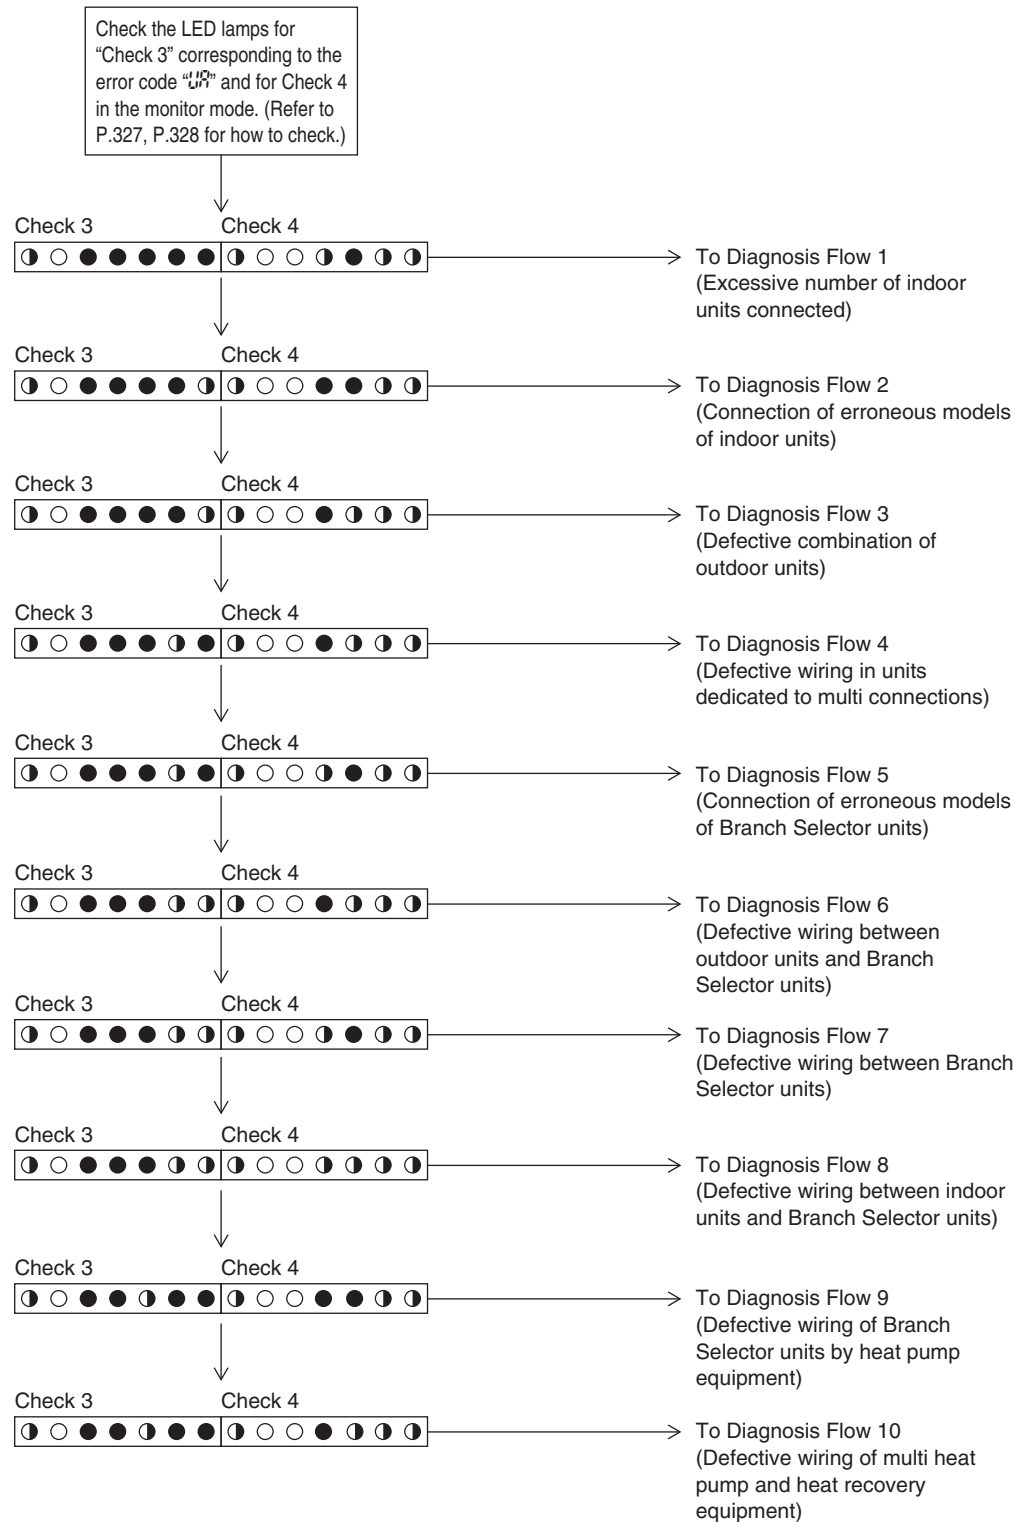 Check the LED lamps for
“Check 3” corresponding to the
error code “UA” and for Check 4
in the monitor mode. (Refer to
P.327, P.328 for how to check.)
Check 3 Check 4
To Diagnosis Flow 1
(Excessive number of indoor
units connected)
Check 3 Check 4
To Diagnosis Flow 2
(Connection of erroneous models
of indoor units)
Check 3 Check 4
To Diagnosis Flow 3
(Defective combination of
outdoor units)
Check 3 Check 4
To Diagnosis Flow 4
(Defective wiring in units
dedicated to multi connections)
Check 3 Check 4
To Diagnosis Flow 5
(Connection of erroneous models
of Branch Selector units)
Check 3 Check 4
To Diagnosis Flow 6
(Defective wiring between
outdoor units and Branch
Selector units)
Check 3 Check 4
To Diagnosis Flow 7
(Defective wiring between Branch
Selector units)
Check 3 Check 4
To Diagnosis Flow 8
(Defective wiring between indoor
units and Branch Selector units)
Check 3 Check 4
To Diagnosis Flow 9
(Defective wiring of Branch
Selector units by heat pump
equipment)
Check 3 Check 4
To Diagnosis Flow 10
(Defective wiring of multi heat
pump and heat recovery
equipment)